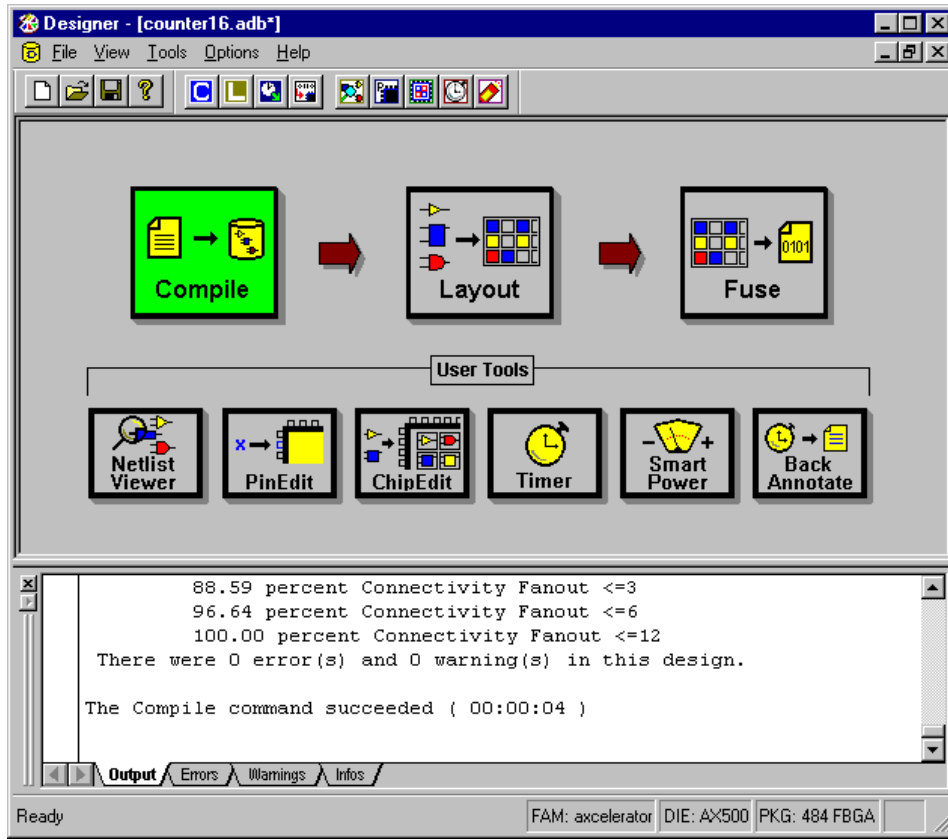 Designer - [counter16.adb*]
File View Tools Options Help
Compile
Layout
0101
Fuse
User Tools
Netlist
Viewer
x
PinEdit
ChipEdit
Timer
- +
Smart
Power
Back
Annotate
88.59 percent Connectivity Fanout <=3
96.64 percent Connectivity Fanout <=6
100.00 percent Connectivity Fanout <=12
There were 0 error(s) and 0 warning(s) in this design.
The Compile command succeeded ( 00:00:04 )
Output Errors Warnings Infos
Ready FAM: axcelerator DIE: AX500 PKG: 484 FBGA